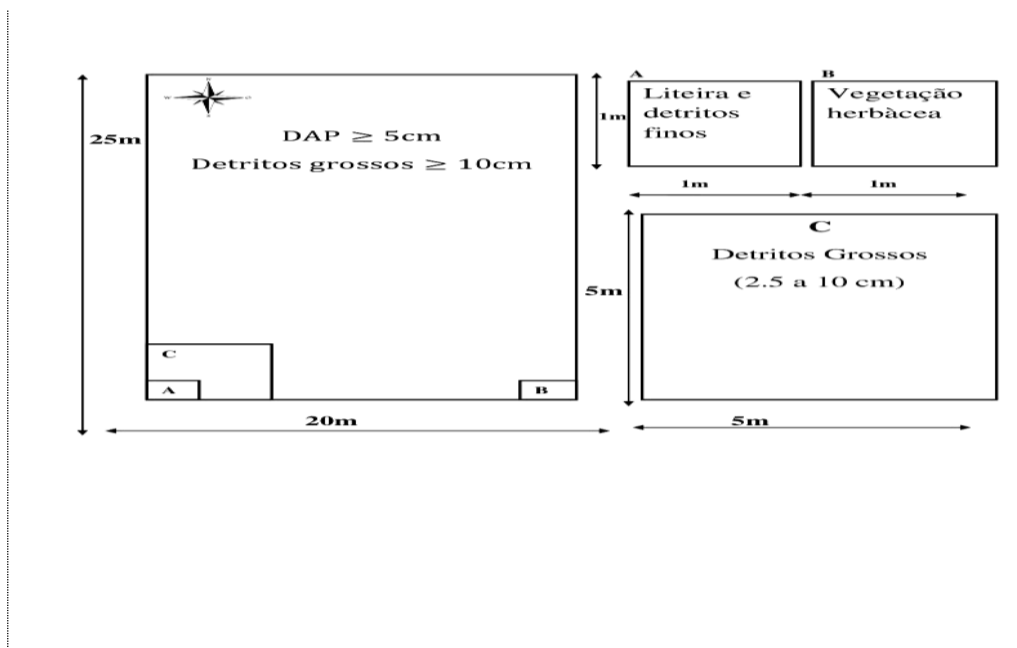 25m
DAP ≥ 5cm
Detritos grossos ≥ 10cm
C
A
B
20m
A
B
1m
Liteira e
detritos
finos
Vegetação
herbàcea
1m
1m
5m
C
Detritos Grossos
(2.5 a 10 cm)
5m